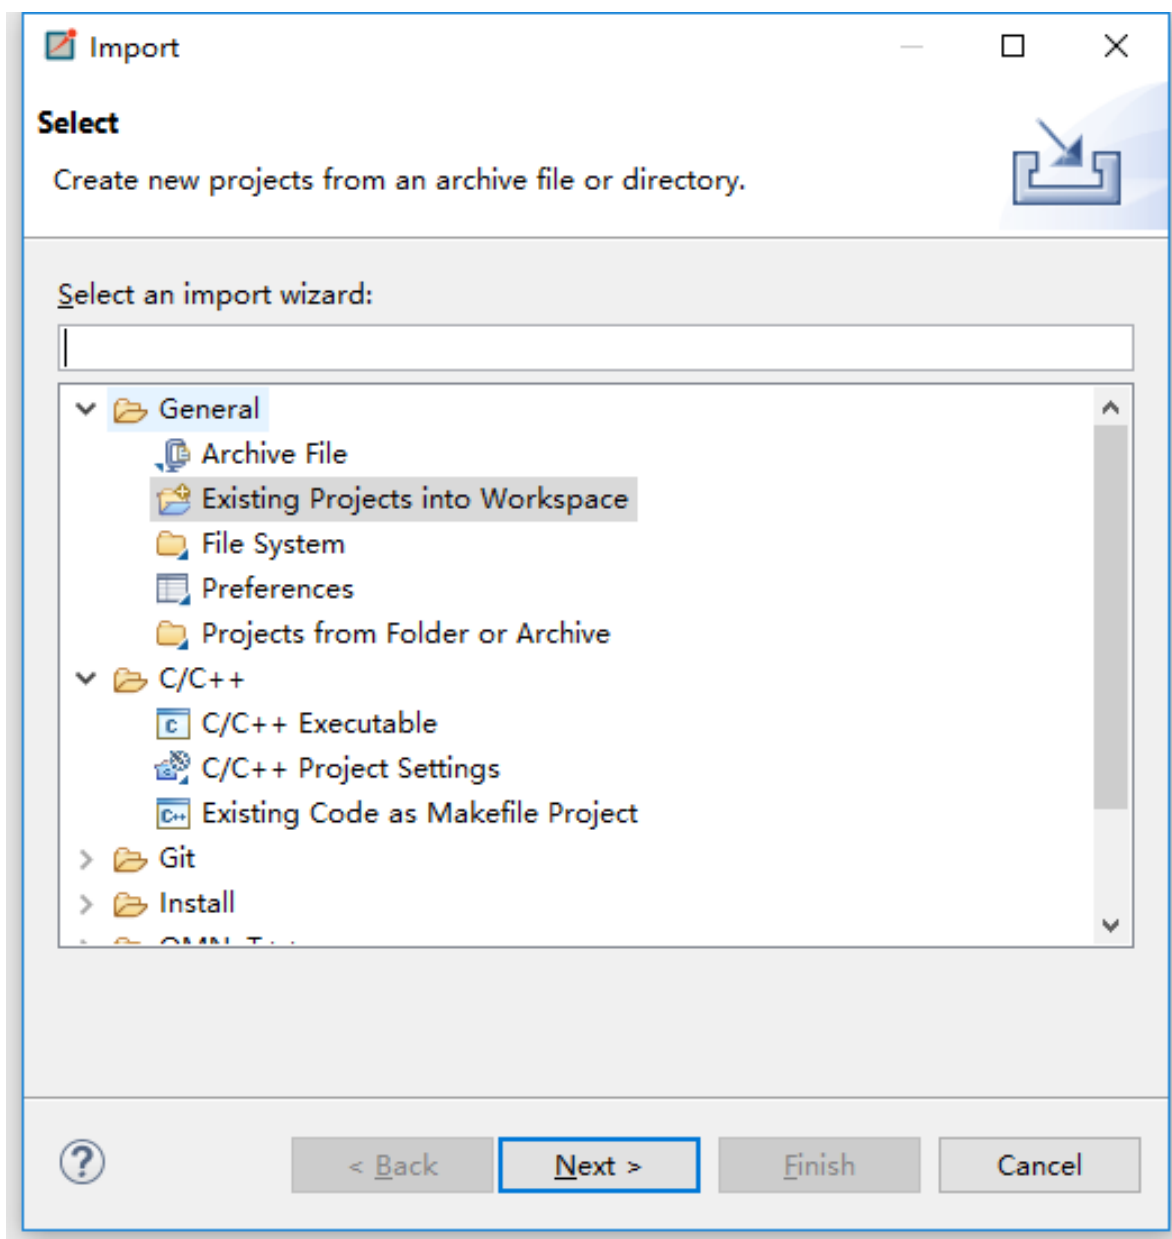 Import
Select
Create new projects from an archive file or directory.
Select an import wizard:
General
Archive File
Existing Projects into Workspace
File System
Preferences
Projects from Folder or Archive
C/C++
C/C++ Executable
C/C++ Project Settings
Existing Code as Makefile Project
Git
Install
< Back
Next >
Finish
Cancel